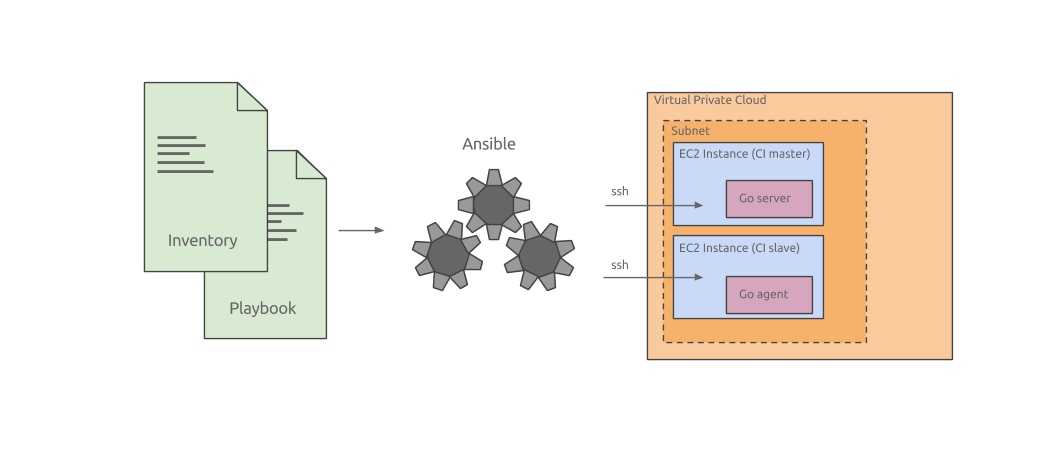 Inventory
Playbook
Ansible
ssh
ssh
Virtual Private Cloud
Subnet
EC2 Instance (CI master)
Go server
EC2 Instance (CI slave)
Go agent